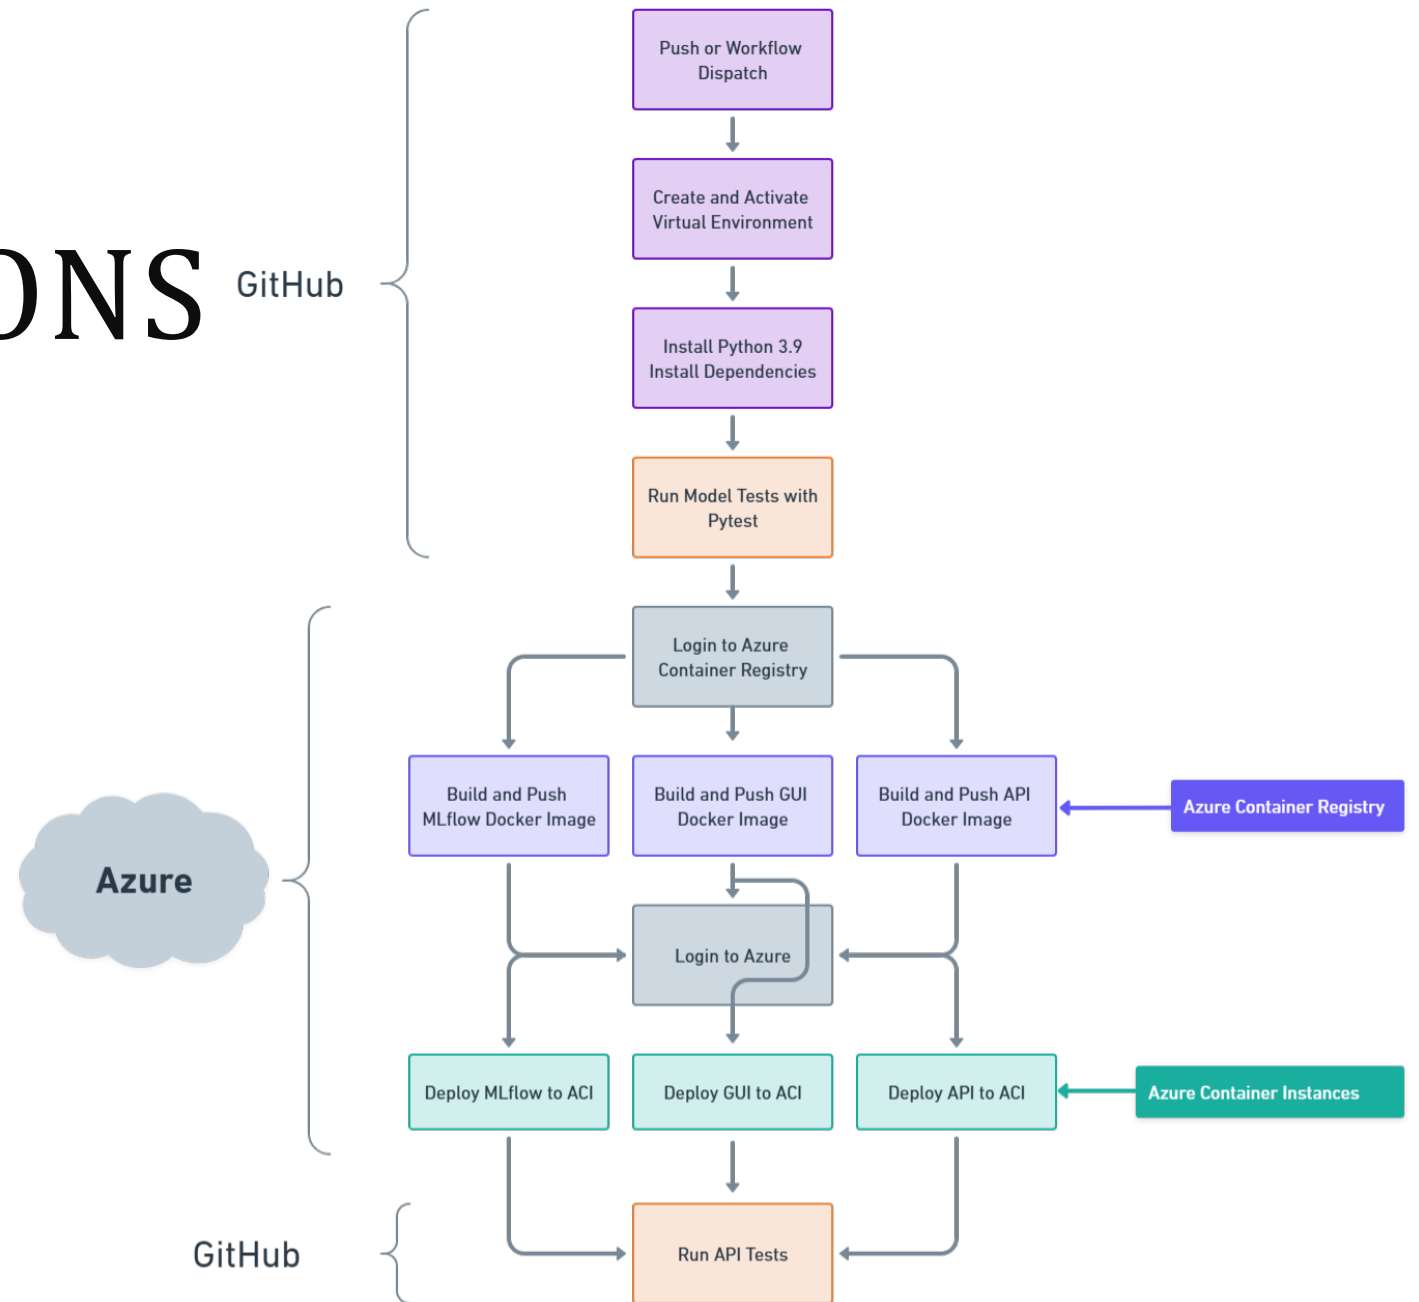 Push or Workflow
Dispatch
Create and Activate
Virtual Environment
ONS
GitHub
Install Python 3.9
Install Dependencies
Run Model Tests with
Pytest
Login to Azure
Container Registry
Build and Push
MLflow Docker Image
Build and Push GUI
Docker Image
Build and Push API
Docker Image
Azure Container Registry
Azure
Login to Azure
Deploy MLflow to ACI
Deploy GUI to ACI
Deploy API to ACI
Azure Container Instances
GitHub
Run API Tests